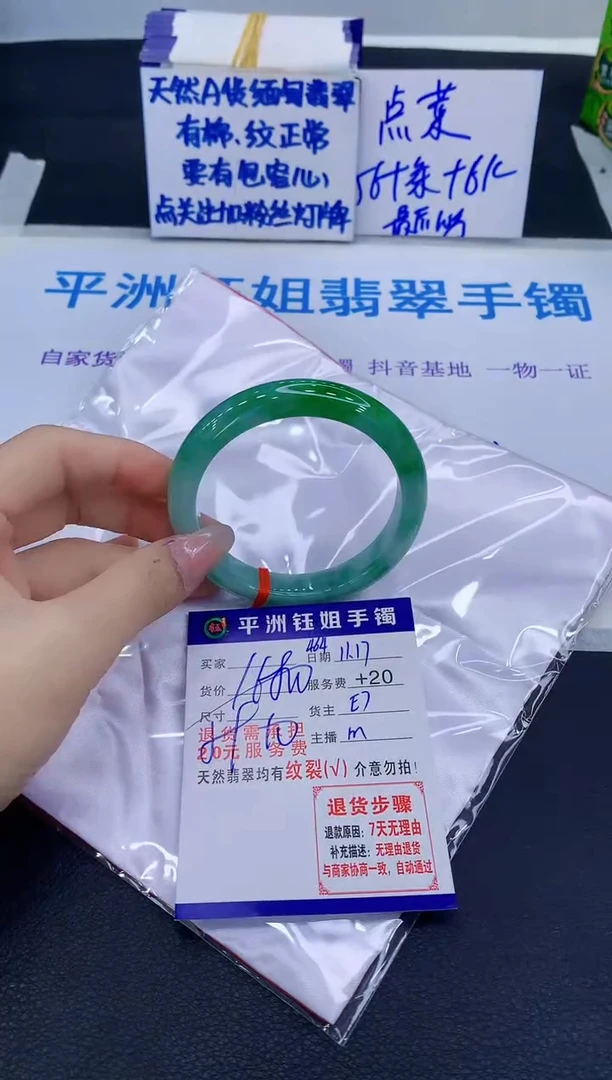 天然A货缅甸翡翠
有棉、纹正常
要有包容心
点关注加粉丝灯牌
点菜
平洲钰姐翡翠手镯
自家货
镯 抖音基地 一物一证
平洲钰姐手镯
买家
日期 11.17
货价
服务费 +20
尺寸
货主 E7
退货需承担
20元服务费
主播 m
天然翡翠均有纹裂(√) 介意勿拍!
退货步骤
退款原因:7天无理由
补充描述:无理由退货
与商家协商一致,自动通过